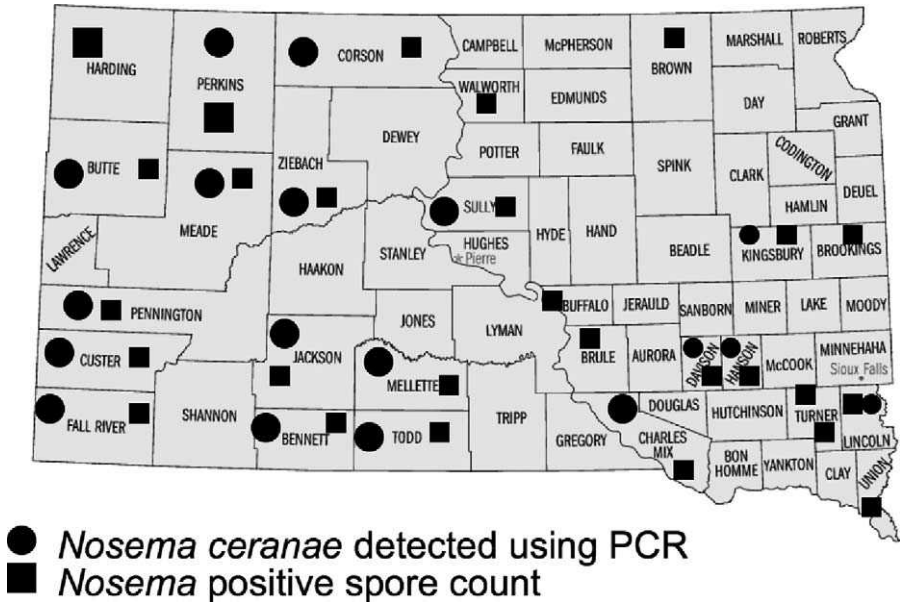 HARDING
PERKINS
CORSON
CAMPBELL
McPHERSON
BROWN
MARSHALL
ROBERTS
WALWORTH
EDMUNDS
DAY
DEWEY
GRANT
POTTER
FAULK
SPINK
CODINGTON
CLARK
BUTTE
ZIEBACH
DEUEL
HAMLIN
MEADE
SULLY
LAWRENCE
STANLEY
HUGHES
*Pierre
HYDE
HAND
BEADLE
KINGSBURY
BROOKINGS
HAAKON
PENNINGTON
JONES
LYMAN
BUFFALO
JERAULD
SANBORN
MINER
LAKE
MOODY
CUSTER
JACKSON
MELLETTE
BRULE
AURORA
DAVISON
HANSON
McCOOK
MINNEHAHA
Sioux Falls
FALL RIVER
SHANNON
BENNETT
TODD
TRIPP
GREGORY
DOUGLAS
CHARLES
MIX
HUTCHINSON
TURNER
LINCOLN
BON
HOMME
YANKTON
CLAY
UNION
Nosema ceranae detected using PCR
Nosema positive spore count